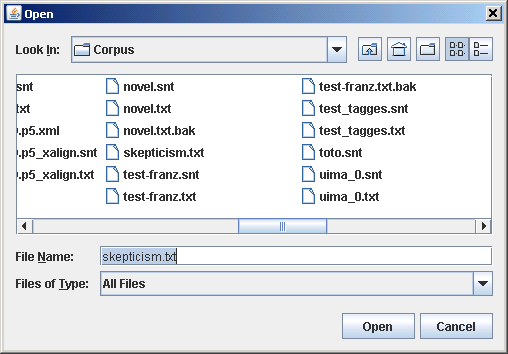 Open
Look In: Corpus
snt novel.snt test-franz.txt.bak
txt novel.txt test_tagges.snt
.p5.xml novel.txt.bak test_tagges.txt
.p5_xalign.snt skepticism.txt toto.snt
.p5_xalign.txt test-franz.snt uima_0.snt
test-franz.txt uima_0.txt
File Name: skepticism.txt
Files of Type: All Files
Open Cancel